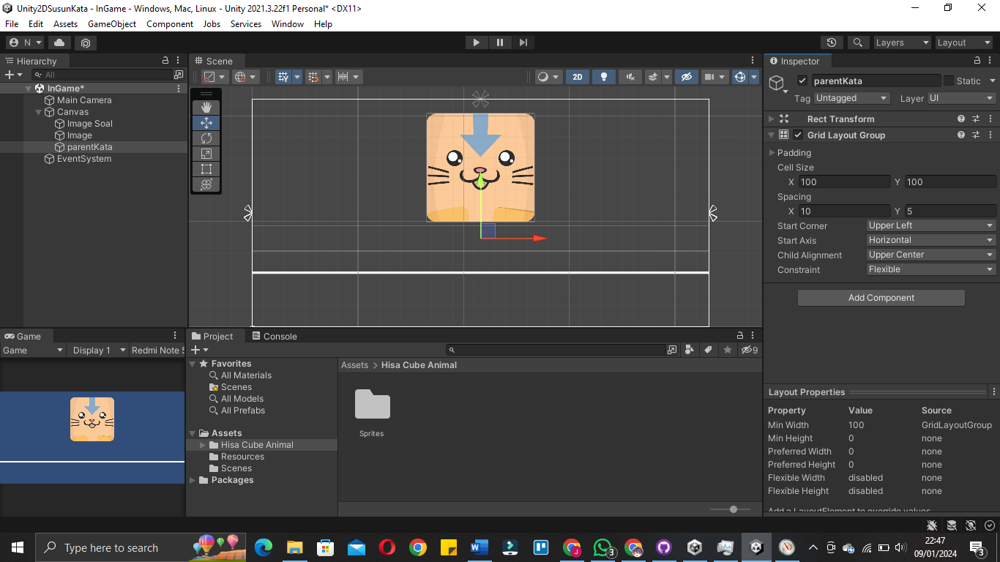 Unity2DSusunKata - InGame - Windows, Mac, Linux - Unity 2021.3.22f1 Personal* <DX11>
File Edit Assets GameObject Component Jobs Services Window Help
N Layers Layout
Hierarchy
All
InGame*
Main Camera
Canvas
Image Soal
Image
parentKata
EventSystem
Scene
2D
Inspector
parentKata Static
Tag Untagged Layer UI
Rect Transform
Grid Layout Group
Padding
Cell Size
X 100 Y 100
Spacing
X 10 Y 5
Start Corner Upper Left
Start Axis Horizontal
Child Alignment Upper Center
Constraint Flexible
Add Component
Game
Game Display 1 Redmi Note 5
Project Console
9
Favorites
All Materials
Scenes
All Models
All Prefabs
Assets
Hisa Cube Animal
Resources
Scenes
Packages
Assets > Hisa Cube Animal
Sprites
Layout Properties
Property Value Source
Min Width 100 GridLayoutGroup
Min Height 0 none
Preferred Width 0 none
Preferred Height 0 none
Flexible Width disabled none
Flexible Height disabled none
Add a LayoutElement to override values.
Type here to search
3
22:47
09/01/2024
3